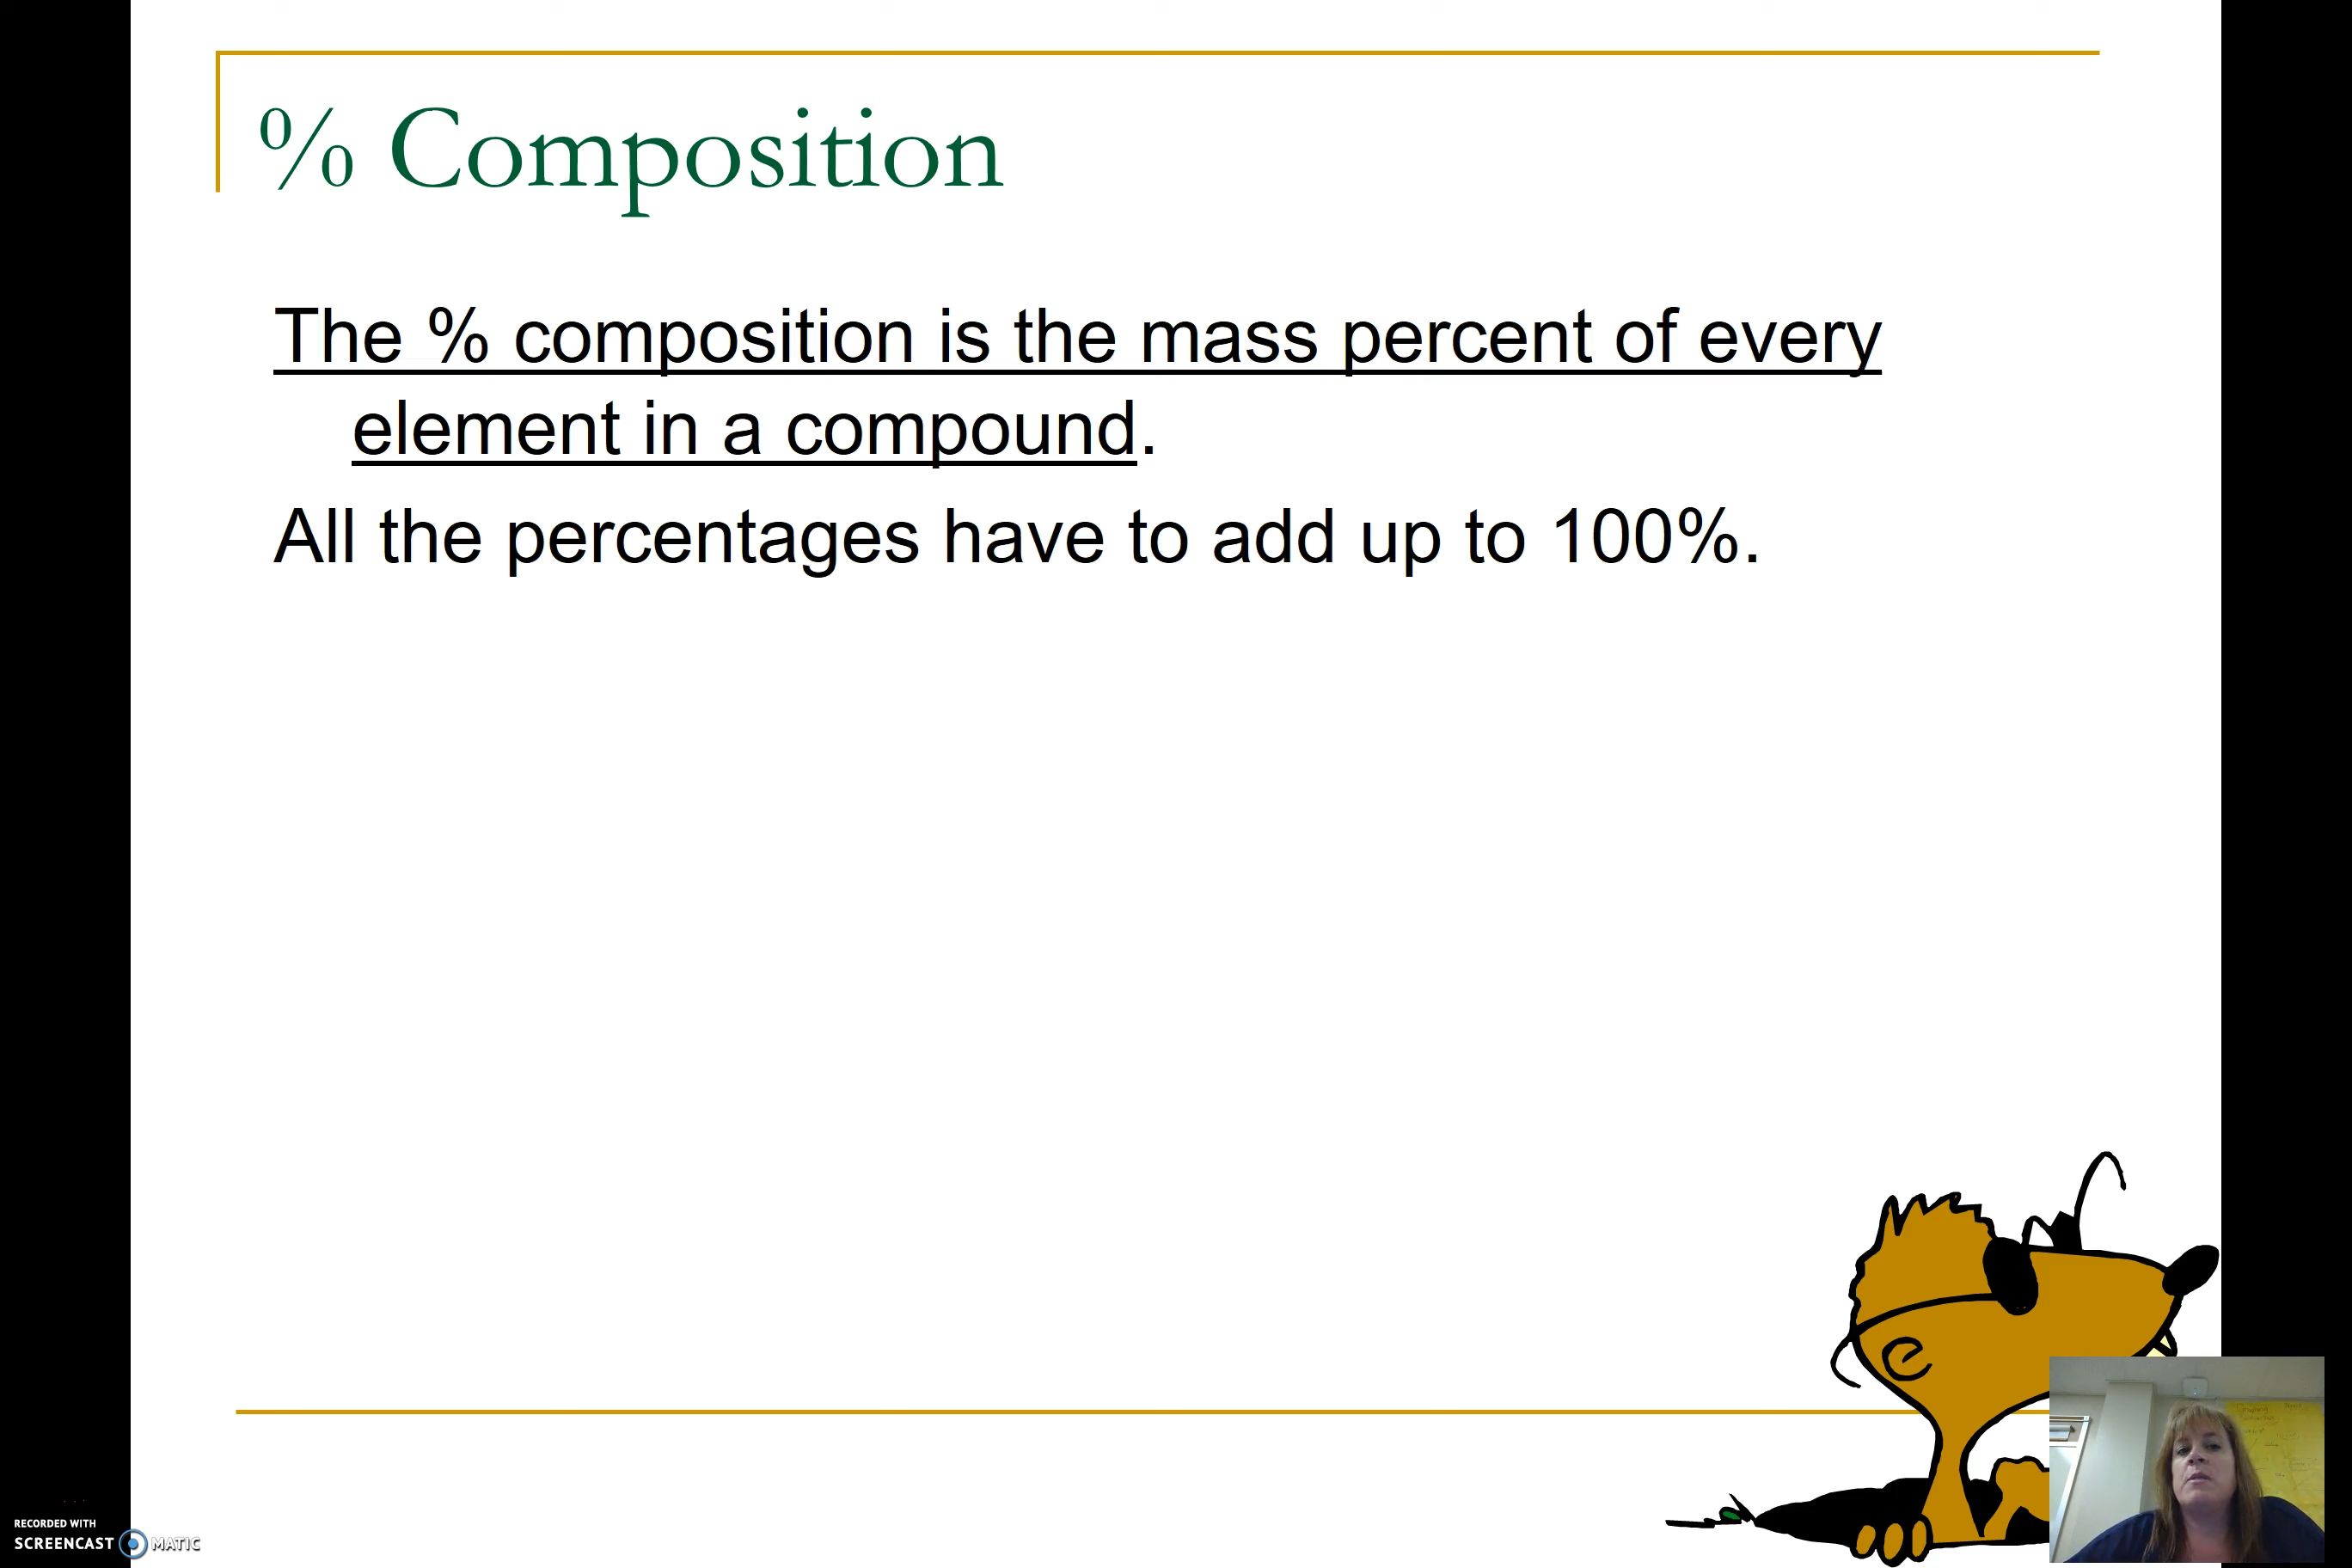 % Composition
The % composition is the mass percent of every
element in a compound.
All the percentages have to add up to 100%.
RECORDED WITH
SCREENCAST MATIC